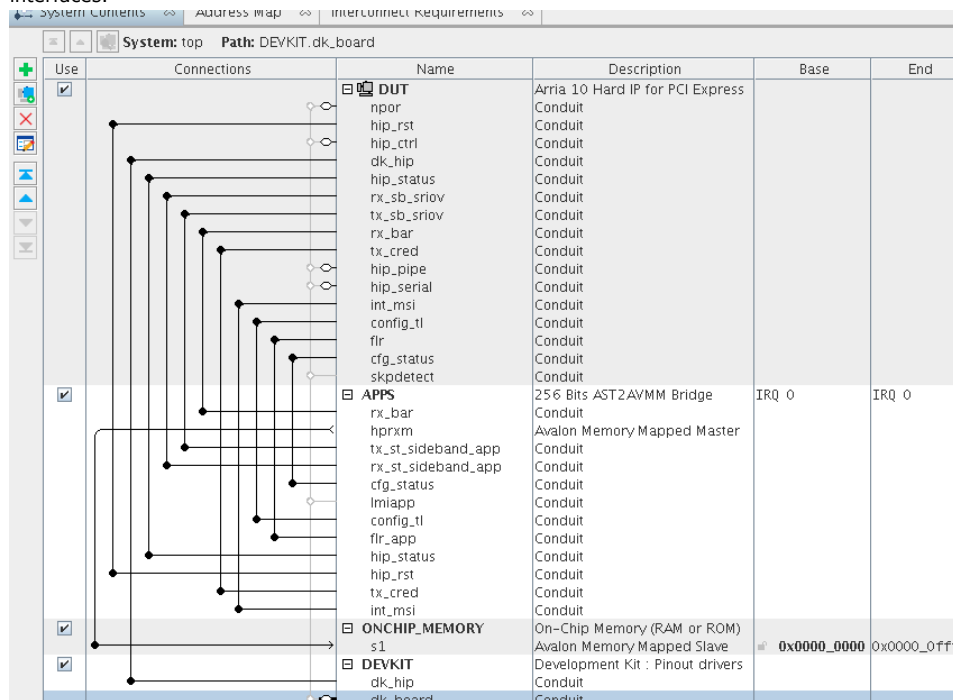 interfaces.
System Contents Address Map Interconnect Requirements
System: top Path: DEVKIT.dk_board
Use Connections Name Description Base End
DUT Arria 10 Hard IP for PCI Express
npor Conduit
hip_rst Conduit
hip_ctrl Conduit
dk_hip Conduit
hip_status Conduit
rx_sb_sriov Conduit
tx_sb_sriov Conduit
rx_bar Conduit
tx_cred Conduit
hip_pipe Conduit
hip_serial Conduit
int_msi Conduit
config_tl Conduit
flr Conduit
cfg_status Conduit
skpdetect Conduit
APPS 256 Bits AST2AVMM Bridge IRQ 0 IRQ 0
rx_bar Conduit
hprxm Avalon Memory Mapped Master
tx_st_sideband_app Conduit
rx_st_sideband_app Conduit
cfg_status Conduit
lmiapp Conduit
config_tl Conduit
flr_app Conduit
hip_status Conduit
hip_rst Conduit
tx_cred Conduit
int_msi Conduit
ONCHIP_MEMORY On-Chip Memory (RAM or ROM)
s1 Avalon Memory Mapped Slave 0x0000_0000 0x0000_0ff
DEVKIT Development Kit : Pinout drivers
dk_hip Conduit
dk_board Conduit